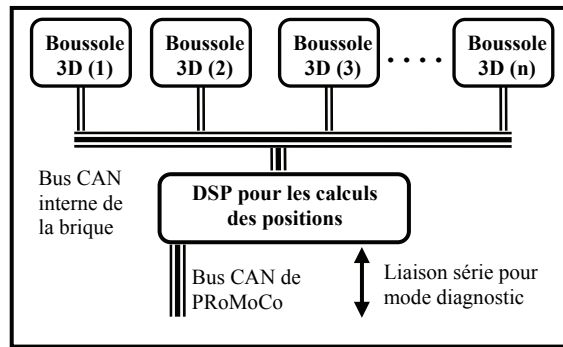 Boussole
3D (1)
Boussole
3D (2)
Boussole
3D (3)
. . . .
Boussole
3D (n)
Bus CAN
interne de
la brique
DSP pour les calculs
des positions
Bus CAN de
PRoMoCo
Liaison série pour
mode diagnostic